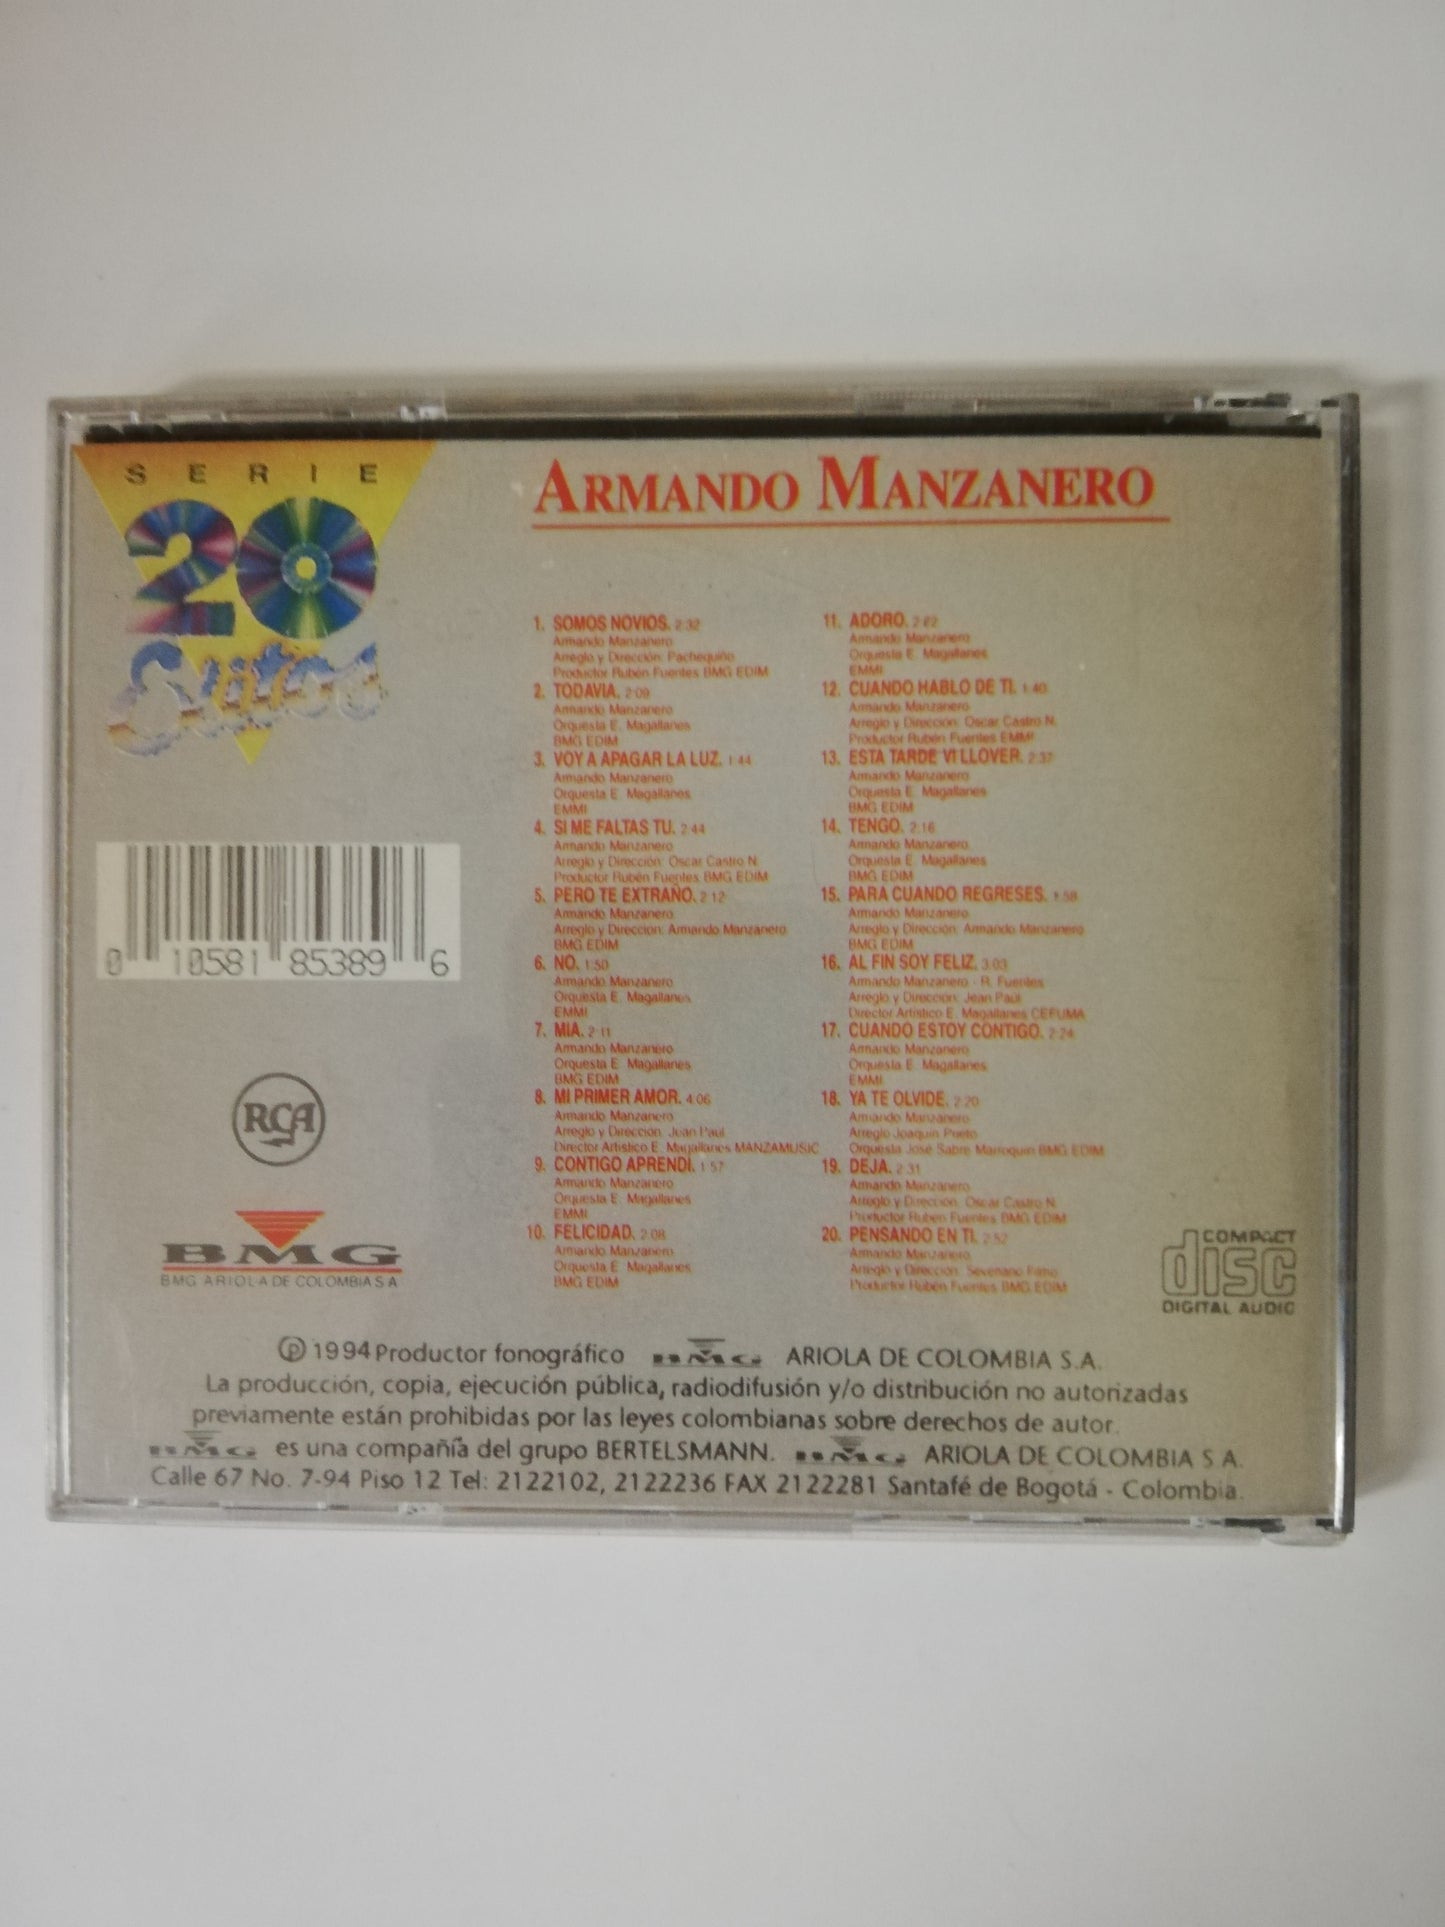 SERIE
20
Exitos
ARMANDO MANZANERO
1. SOMOS NOVIOS. 2:32
Armando Manzanero
Arreglo y Dirección: Pachequiño
Productor Rubén Fuentes BMG EDIM
2. TODAVIA. 2:09
Armando Manzanero
Orquesta E. Magallanes
BMG EDIM
3. VOY A APAGAR LA LUZ. 1:44
Armando Manzanero
Orquesta E. Magallanes
EMMI
4. SI ME FALTAS TU. 2:44
Armando Manzanero
Arreglo y Dirección: Oscar Castro N.
Productor Rubén Fuentes BMG EDIM
5. PERO TE EXTRAÑO. 2:12
Armando Manzanero
Arreglo y Dirección: Armando Manzanero
BMG EDIM
6. NO. 1:50
Armando Manzanero
Orquesta E. Magallanes
EMMI
7. MIA. 2:11
Armando Manzanero
Orquesta E. Magallanes
BMG EDIM
8. MI PRIMER AMOR. 4:06
Armando Manzanero
Arreglo y Dirección: Jean Paul
Director Artístico E. Magallanes MANZAMUSIC
9. CONTIGO APRENDI. 1:57
Armando Manzanero
Orquesta E. Magallanes
EMMI
10. FELICIDAD. 2:08
Armando Manzanero
Orquesta E. Magallanes
BMG EDIM
11. ADORO. 2:22
Armando Manzanero
Orquesta E. Magallanes
EMMI
12. CUANDO HABLO DE TI. 1:40
Armando Manzanero
Arreglo y Dirección: Oscar Castro N.
Productor Rubén Fuentes EMMI
13. ESTA TARDE VI LLOVER. 2:37
Armando Manzanero
Orquesta E. Magallanes
BMG EDIM
14. TENGO. 2:16
Armando Manzanero
Orquesta E. Magallanes
BMG EDIM
15. PARA CUANDO REGRESES. 1:58
Armando Manzanero
Arreglo y Dirección: Armando Manzanero
BMG EDIM
16. AL FIN SOY FELIZ. 3:03
Armando Manzanero - R. Fuentes
Arreglo y Dirección: Jean Paul
Director Artístico E. Magallanes CEFUMA
17. CUANDO ESTOY CONTIGO. 2:24
Armando Manzanero
Orquesta E. Magallanes
EMMI
18. YA TE OLVIDE. 2:20
Armando Manzanero
Arreglo Joaquín Prieto
Orquesta José Sabre Marroquin BMG EDIM
19. DEJA. 2:31
Armando Manzanero
Arreglo y Dirección: Oscar Castro N.
Productor Rubén Fuentes BMG EDIM
20. PENSANDO EN TI. 2:52
Armando Manzanero
Arreglo y Dirección: Severiano
Productor Rubén Fuentes BMG EDIM
0 10581 85389 6
RCA
BMG
BMG ARIOLA DE COLOMBIA S A
COMPACT
disc
DIGITAL AUDIO
℗ 1994 Productor fonográfico BMG ARIOLA DE COLOMBIA S.A.
La producción, copia, ejecución pública, radiodifusión y/o distribución no autorizadas
previamente están prohibidas por las leyes colombianas sobre derechos de autor.
BMG es una compañía del grupo BERTELSMANN. BMG ARIOLA DE COLOMBIA S A.
Calle 67 No. 7-94 Piso 12 Tel: 2122102, 2122236 FAX 2122281 Santafé de Bogotá - Colombia.